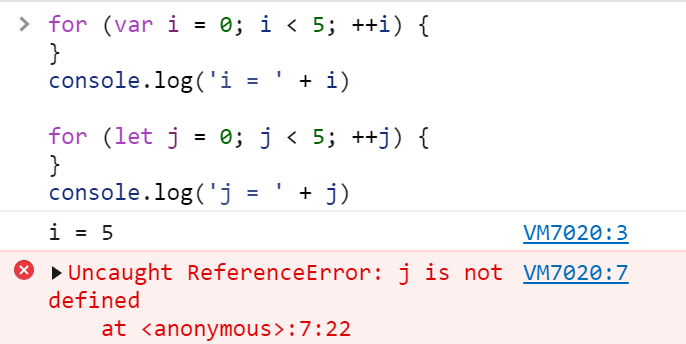 for (var i = 0; i < 5; ++i) {
}
console.log('i = ' + i)

for (let j = 0; j < 5; ++j) {
}
console.log('j = ' + j)
i = 5 VM7020:3
Uncaught ReferenceError: j is not VM7020:7
defined
    at <anonymous>:7:22